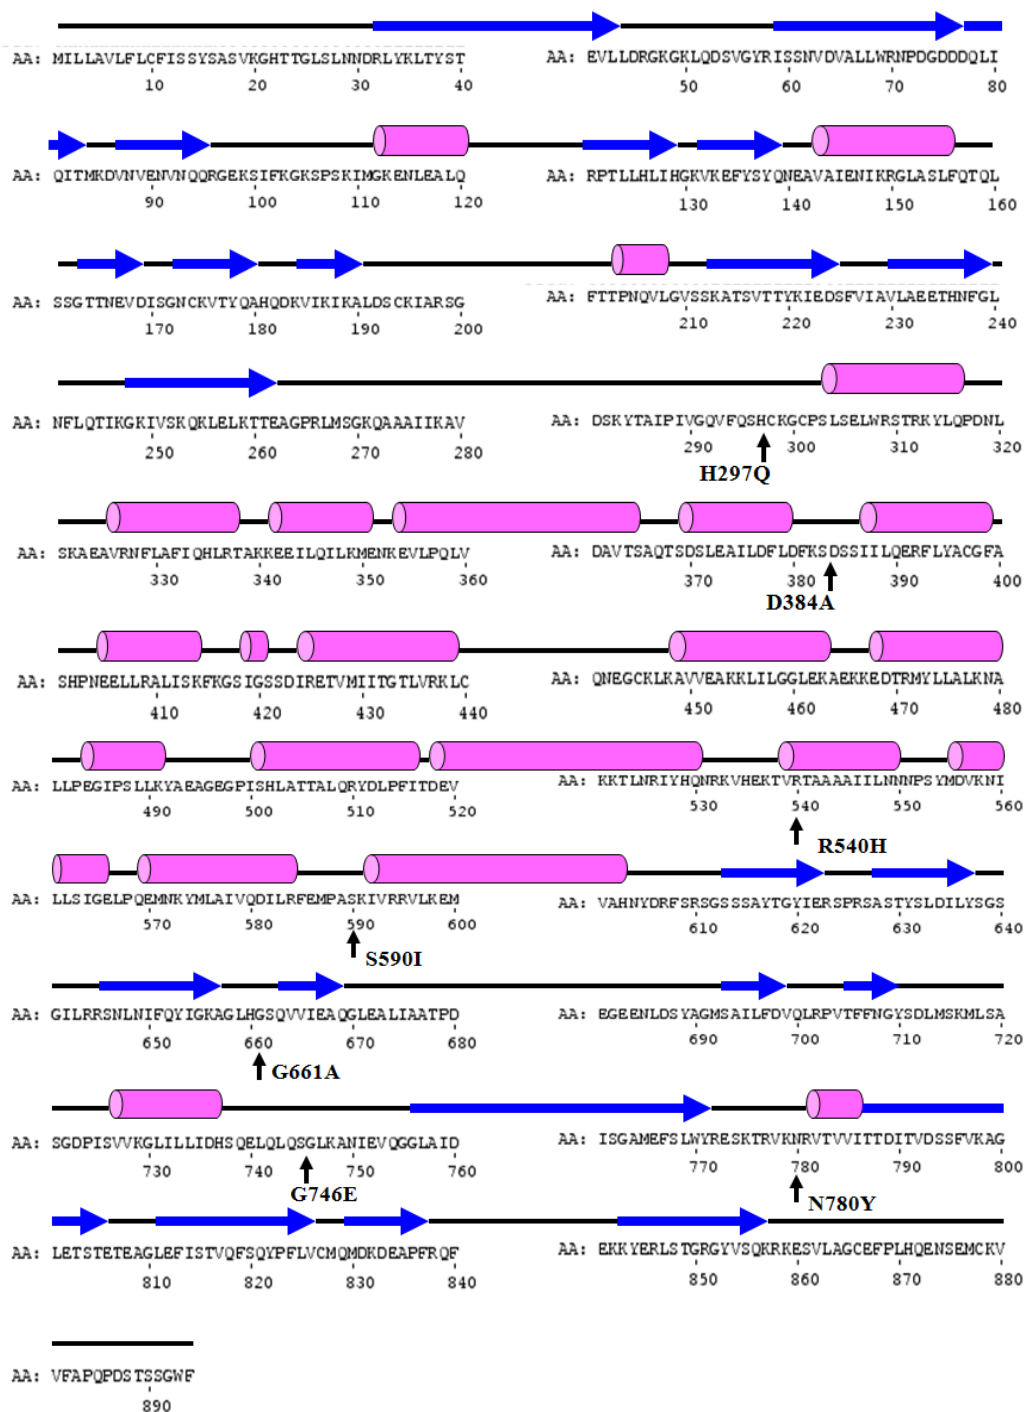 AA: MILLAVLFLCFISSYSASVKGHTTGLSLNNDRLYKLTYST AA: EVLLDRGKGKLQDSVGYRISSNVDVALLWRNPDGDDDQLI
10 20 30 40 50 60 70 80
AA: QITMKDVNVENVNQQRGEKSIFKGKSPSKIMGKENLEALQ AA: RPTLLHLIHGKVKEFYSYQNEAVAIENIKRGLASLFQTQL
90 100 110 120 130 140 150 160
AA: SSGTTNEVDISGNCKVTYQAHQDKVIKIKALDSCKIARSG AA: FTTPNQVLGVSSKATSVTTYKIEDSFVIAVLAEETHNFGL
170 180 190 200 210 220 230 240
AA: NFLQTIKGKIVSKQKLELKTTEAGPRLMSGKQAAAIIKAV AA: DSKYTAIPIVGQVFQSHCKGCPSLSELWRSTRKYLQPDNL
250 260 270 280 290 300 310 320
H297Q
AA: SKAEAVRNFLAFIQHLRTAKKEEILQILKMENKEVLPQLV AA: DAVTSAQTSDSLEAILDFLDFKSDSSIILQERFLYACGFA
330 340 350 360 370 380 390 400
D384A
AA: SHPNEELLRALISKFKGSIGSSDIRETVMIITGTLVRKLC AA: QNEGCKLKAVVEAKKLILGGLEKAEKKEDTRMYLLALKNA
410 420 430 440 450 460 470 480
AA: LLPEGIPSLLKYAEAGEGPISHLATTALQRYDLPFITDEV AA: KKTLNRIYHQNRKVHEKTVRTAAAAIILNNNPSYMDVKNI
490 500 510 520 530 540 550 560
R540H
AA: LLSIGELPQEMNKYMLAIVQDILRFEMPASKIVRRVLKEM AA: VAHNYDRFSRSGSSSAYTGYIERSPRSASTYSLDILYSGS
570 580 590 600 610 620 630 640
S590I
AA: GILRRSNLNIFQYIGKAGLHGSQVVIEAQGLEALIAATPD AA: EGEENLDSYAGMSAILFDVQLRPVTFFNGYSDLMSKMLSA
650 660 670 680 690 700 710 720
G661A
AA: SGDPISVVKGLILLIDHSQELQLQSGLKANIEVQGGLAID AA: ISGAMEFSLWYRESKTRVKNRVTVVITTDITVDSSFVKAG
730 740 750 760 770 780 790 800
G746E N780Y
AA: LETSTETEAGLEFISTVQFSQYPFLVCMQMDKDEAPFRQF AA: EKKYERLSTGRGYVSQKRKESVLAGCEFPLHQENSEMCKV
810 820 830 840 850 860 870 880
AA: VFAPQPDSTSSGWF
890